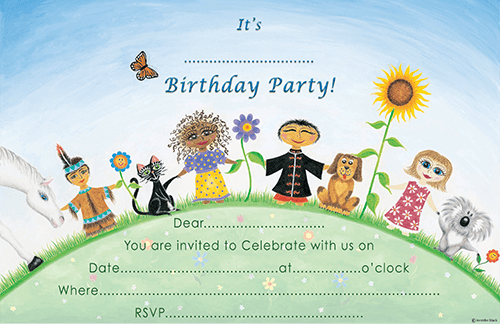 It's
..............................
Birthday Party!
Dear..............................
You are invited to Celebrate with us on
Date.......................................at...............o'clock
Where.........................................................
RSVP.................................................